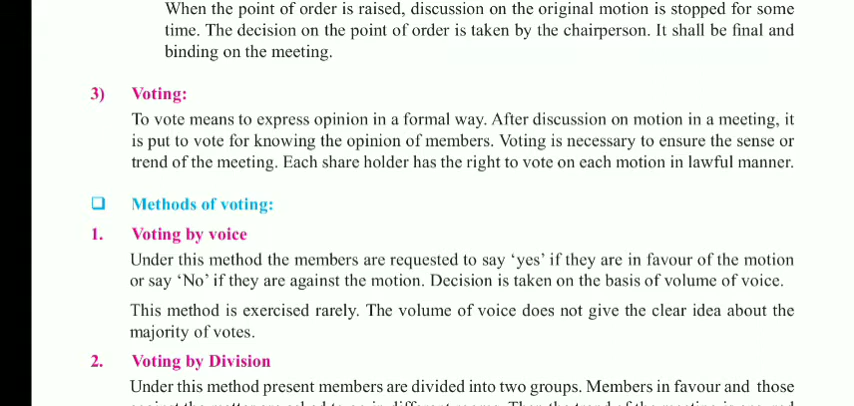 When the point of order is raised, discussion on the original motion is stopped for some
time. The decision on the point of order is taken by the chairperson. It shall be final and
binding on the meeting.
3) Voting:
To vote means to express opinion in a formal way. After discussion on motion in a meeting, it
is put to vote for knowing the opinion of members. Voting is necessary to ensure the sense or
trend of the meeting. Each share holder has the right to vote on each motion in lawful manner.
❑ Methods of voting:
1. Voting by voice
Under this method the members are requested to say ‘yes’ if they are in favour of the motion
or say ‘No’ if they are against the motion. Decision is taken on the basis of volume of voice.
This method is exercised rarely. The volume of voice does not give the clear idea about the
majority of votes.
2. Voting by Division
Under this method present members are divided into two groups. Members in favour and those